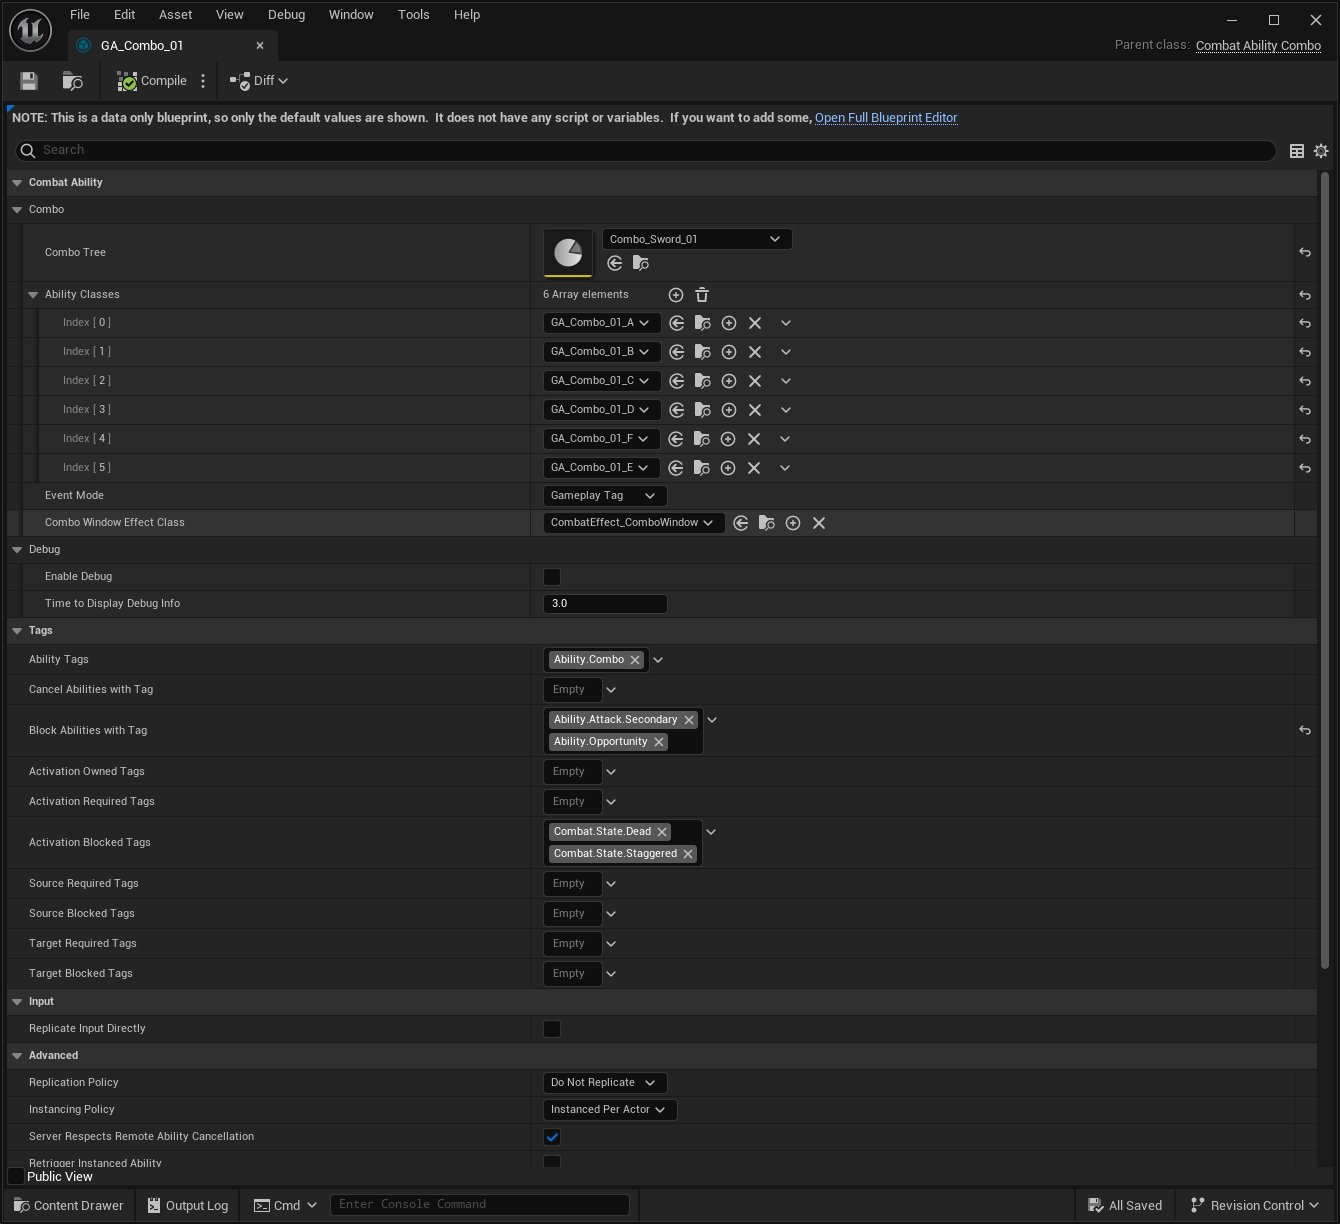 File Edit Asset View Debug Window Tools Help
GA_Combo_01
Parent class: Combat Ability Combo
Compile Diff
NOTE: This is a data only blueprint, so only the default values are shown.  It does not have any script or variables.  If you want to add some, Open Full Blueprint Editor
Search
Combat Ability
Combo
Combo Tree Combo_Sword_01
Ability Classes 6 Array elements
Index [ 0 ] GA_Combo_01_A
Index [ 1 ] GA_Combo_01_B
Index [ 2 ] GA_Combo_01_C
Index [ 3 ] GA_Combo_01_D
Index [ 4 ] GA_Combo_01_F
Index [ 5 ] GA_Combo_01_E
Event Mode Gameplay Tag
Combo Window Effect Class CombatEffect_ComboWindow
Debug
Enable Debug
Time to Display Debug Info 3.0
Tags
Ability Tags Ability.Combo
Cancel Abilities with Tag Empty
Block Abilities with Tag Ability.Attack.Secondary
Ability.Opportunity
Activation Owned Tags Empty
Activation Required Tags Empty
Activation Blocked Tags Combat.State.Dead
Combat.State.Staggered
Source Required Tags Empty
Source Blocked Tags Empty
Target Required Tags Empty
Target Blocked Tags Empty
Input
Replicate Input Directly
Advanced
Replication Policy Do Not Replicate
Instancing Policy Instanced Per Actor
Server Respects Remote Ability Cancellation
Retrigger Instanced Ability
Public View
Content Drawer Output Log Cmd Enter Console Command All Saved Revision Control